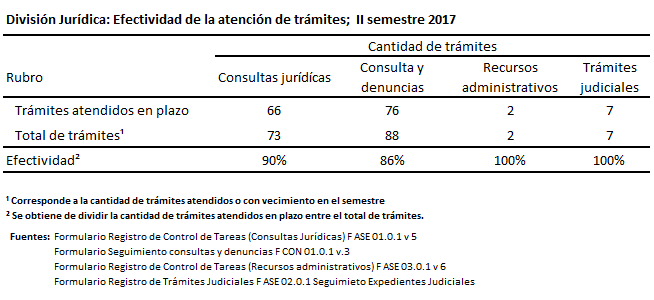 División Jurídica: Efectividad de la atención de trámites;  II semestre 2017
Cantidad de trámites
Rubro Consultas jurídicas Consulta y denuncias Recursos administrativos Trámites judiciales
Trámites atendidos en plazo 66 76 2 7
Total de trámites¹ 73 88 2 7
Efectividad² 90% 86% 100% 100%
¹ Corresponde a la cantidad de trámites atendidos o con vecimiento en el semestre
² Se obtiene de dividir la cantidad de trámites atendidos en plazo entre el total de trámites.
Fuentes: Formulario Registro de Control de Tareas (Consultas Jurídicas) F ASE 01.0.1 v 5
Formulario Seguimiento consultas y denuncias F CON 01.0.1 v.3
Formulario Registro de Control de Tareas (Recursos administrativos) F ASE 03.0.1 v 6
Formulario Registro de Trámites Judiciales F ASE 02.0.1 Seguimieto Expedientes Judiciales